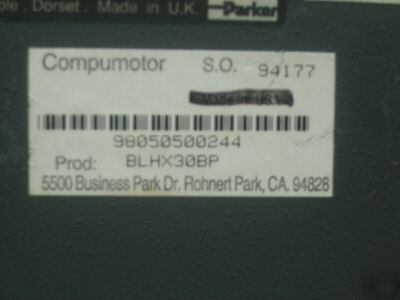 ole . Dorset . Made in U.K. Parker
Compumotor S.O. 94177
Made in USA
98050500244
Prod: BLHX30BP
5500 Business Park Dr. Rohnert Park, CA. 94828